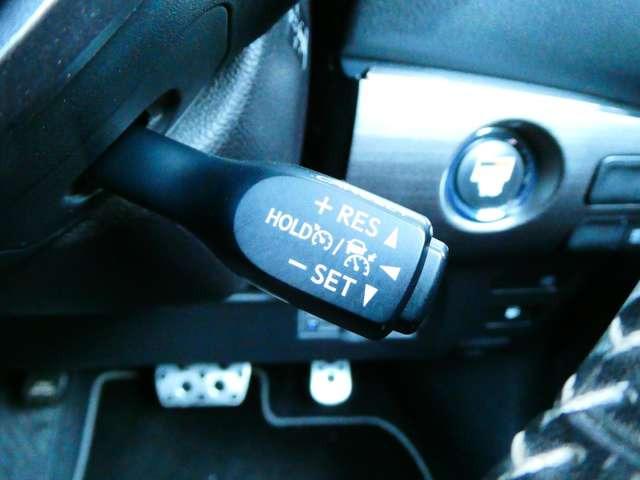 + RES
HOLD /
- SET